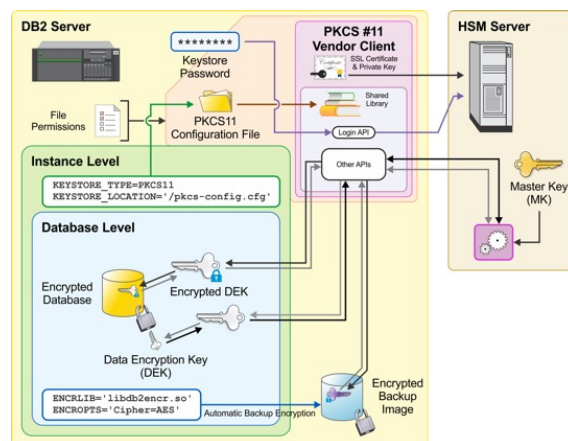 DB2 Server
PKCS #11
Vendor Client
HSM Server
********
Keystore
Password
SSL Certificate
& Private Key
Certificate
File
Permissions
PKCS11
Configuration File
Shared
Library
Login API
Other APIs
Master Key
(MK)
Instance Level
KEYSTORE_TYPE=PKCS11
KEYSTORE_LOCATION='/pkcs-config.cfg'
Database Level
Encrypted
Database
Encrypted DEK
Data Encryption Key
(DEK)
ENCRLIB='libdb2encr.so'
ENCROPTS='Cipher=AES'
Automatic Backup Encryption
Encrypted
Backup
Image